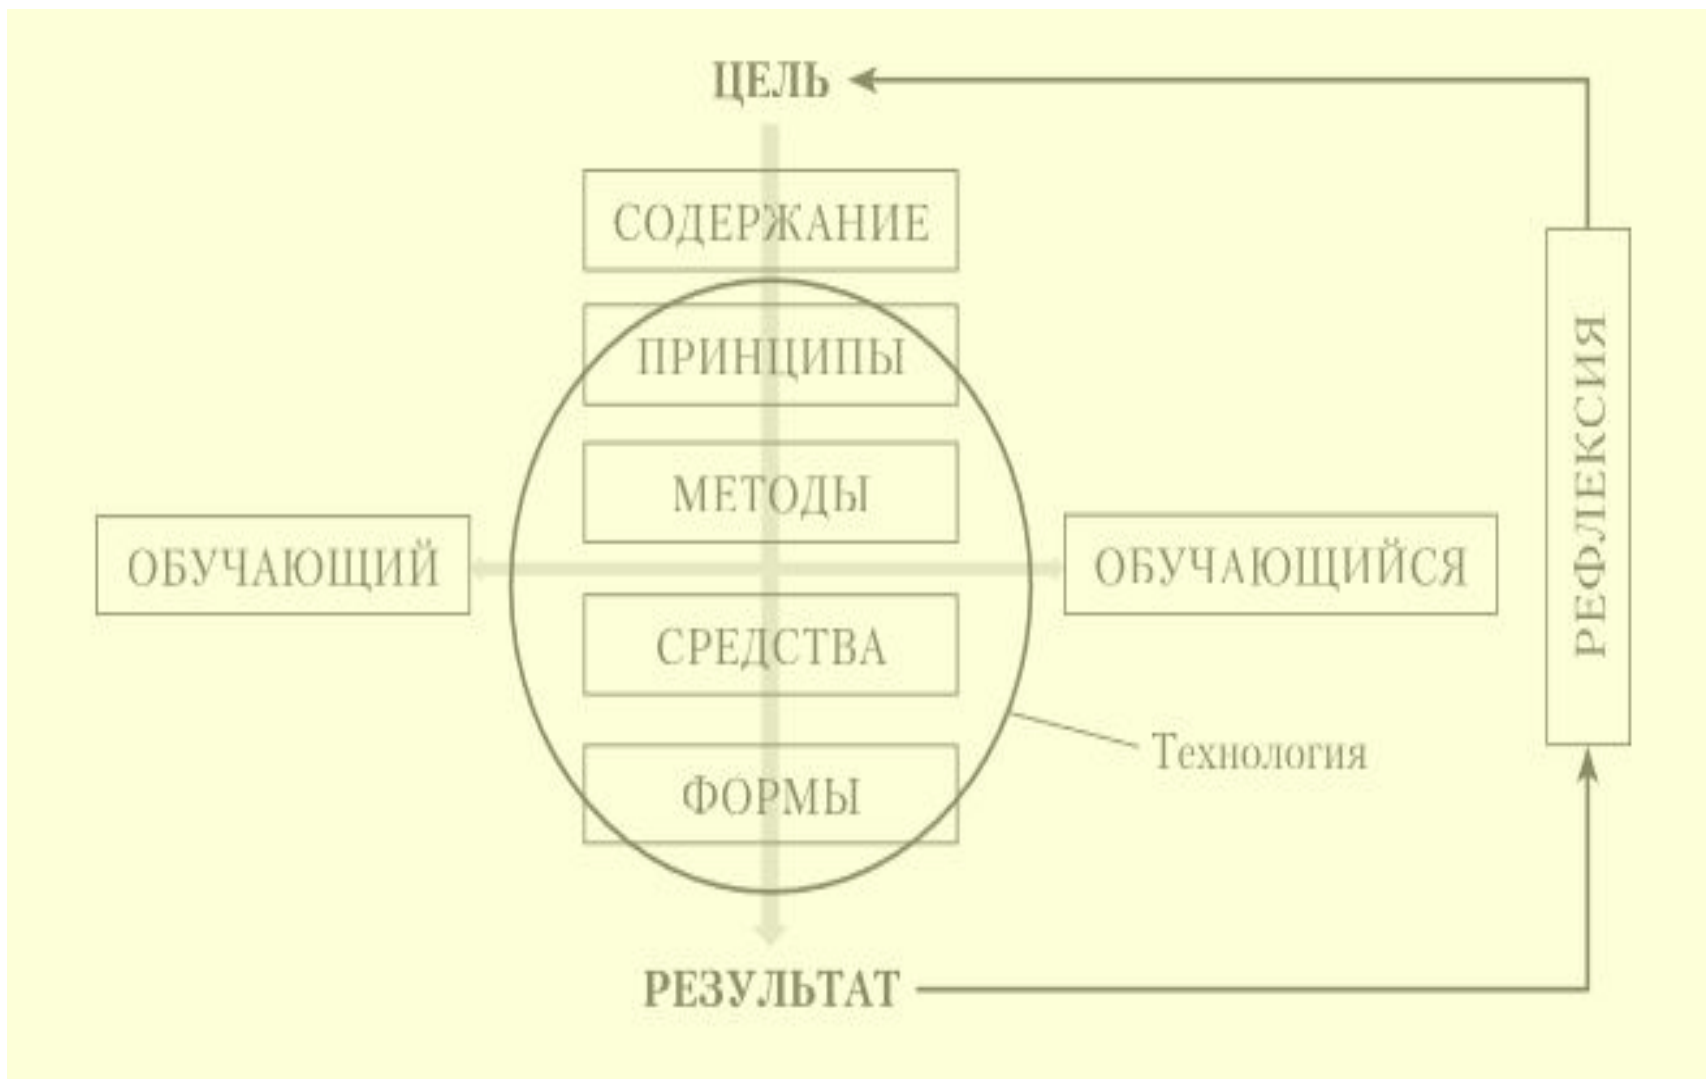 ЦЕЛЬ
СОДЕРЖАНИЕ
ПРИНЦИПЫ
МЕТОДЫ
ОБУЧАЮЩИЙ
ОБУЧАЮЩИЙСЯ
СРЕДСТВА
Технология
ФОРМЫ
РЕЗУЛЬТАТ
РЕФЛЕКСИЯ